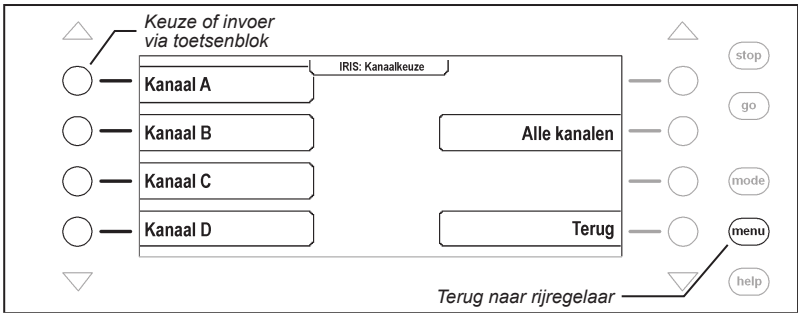 Keuze of invoer
via toetsenblok
IRIS: Kanaalkeuze
stop
Kanaal A
go
Kanaal B
Alle kanalen
Kanaal C
mode
Kanaal D
Terug
menu
help
Terug naar rijregelaar